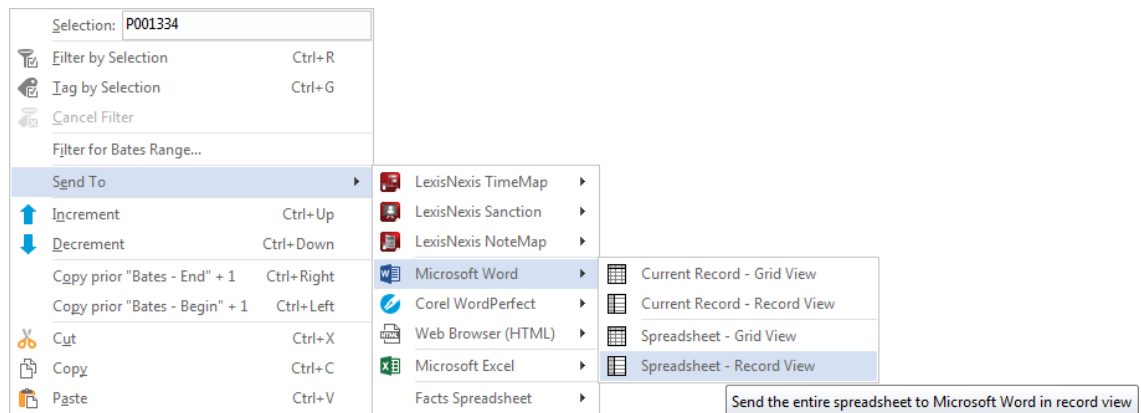 Selection: P001334
Filter by Selection Ctrl+R
Tag by Selection Ctrl+G
Cancel Filter
Filter for Bates Range...
Send To
Increment Ctrl+Up
Decrement Ctrl+Down
Copy prior "Bates - End" + 1 Ctrl+Right
Copy prior "Bates - Begin" + 1 Ctrl+Left
Cut Ctrl+X
Copy Ctrl+C
Paste Ctrl+V
LexisNexis TimeMap
LexisNexis Sanction
LexisNexis NoteMap
Microsoft Word
Corel WordPerfect
HTML Web Browser (HTML)
Microsoft Excel
Facts Spreadsheet
Current Record - Grid View
Current Record - Record View
Spreadsheet - Grid View
Spreadsheet - Record View
Send the entire spreadsheet to Microsoft Word in record view